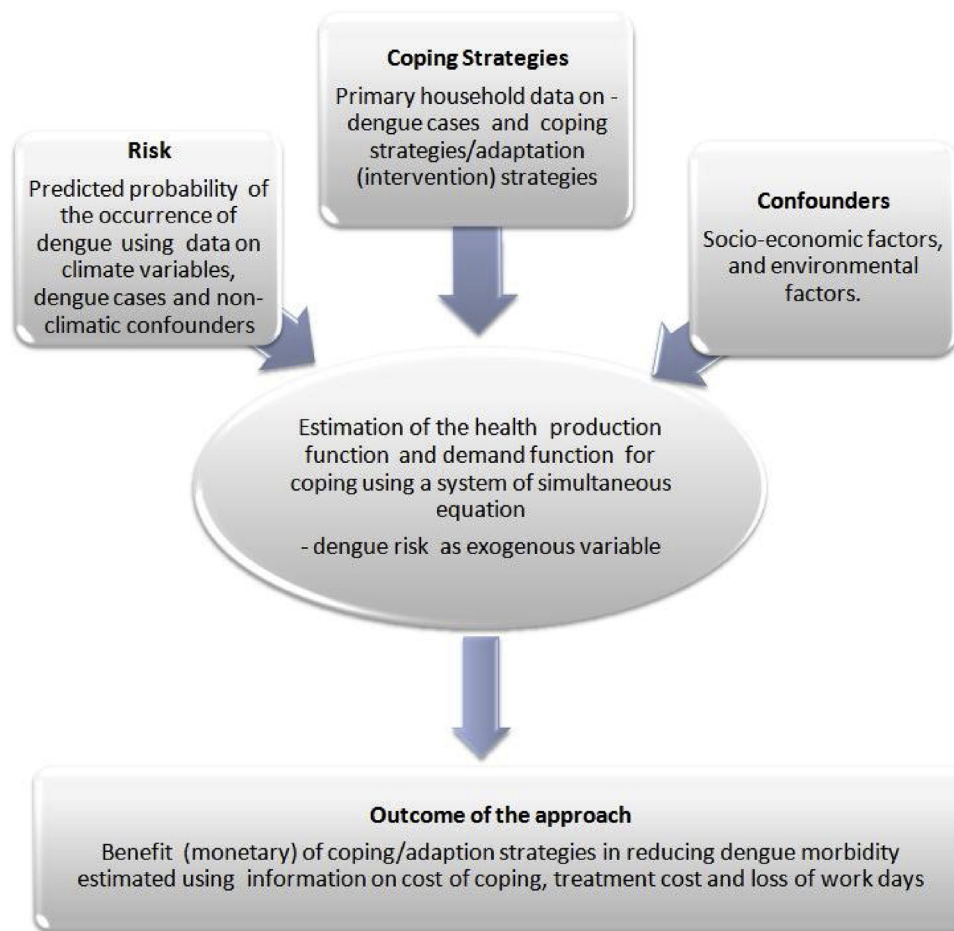 Coping Strategies
Primary household data on -
dengue cases and coping
strategies/adaptation
(intervention) strategies
Risk
Predicted probability of
the occurrence of
dengue using data on
climate variables,
dengue cases and non-
climatic confounders
Confounders
Socio-economic factors,
and environmental
factors.
Estimation of the health production
function and demand function for
coping using a system of simultaneous
equation
- dengue risk as exogenous variable
Outcome of the approach
Benefit (monetary) of coping/adaption strategies in reducing dengue morbidity
estimated using information on cost of coping, treatment cost and loss of work days